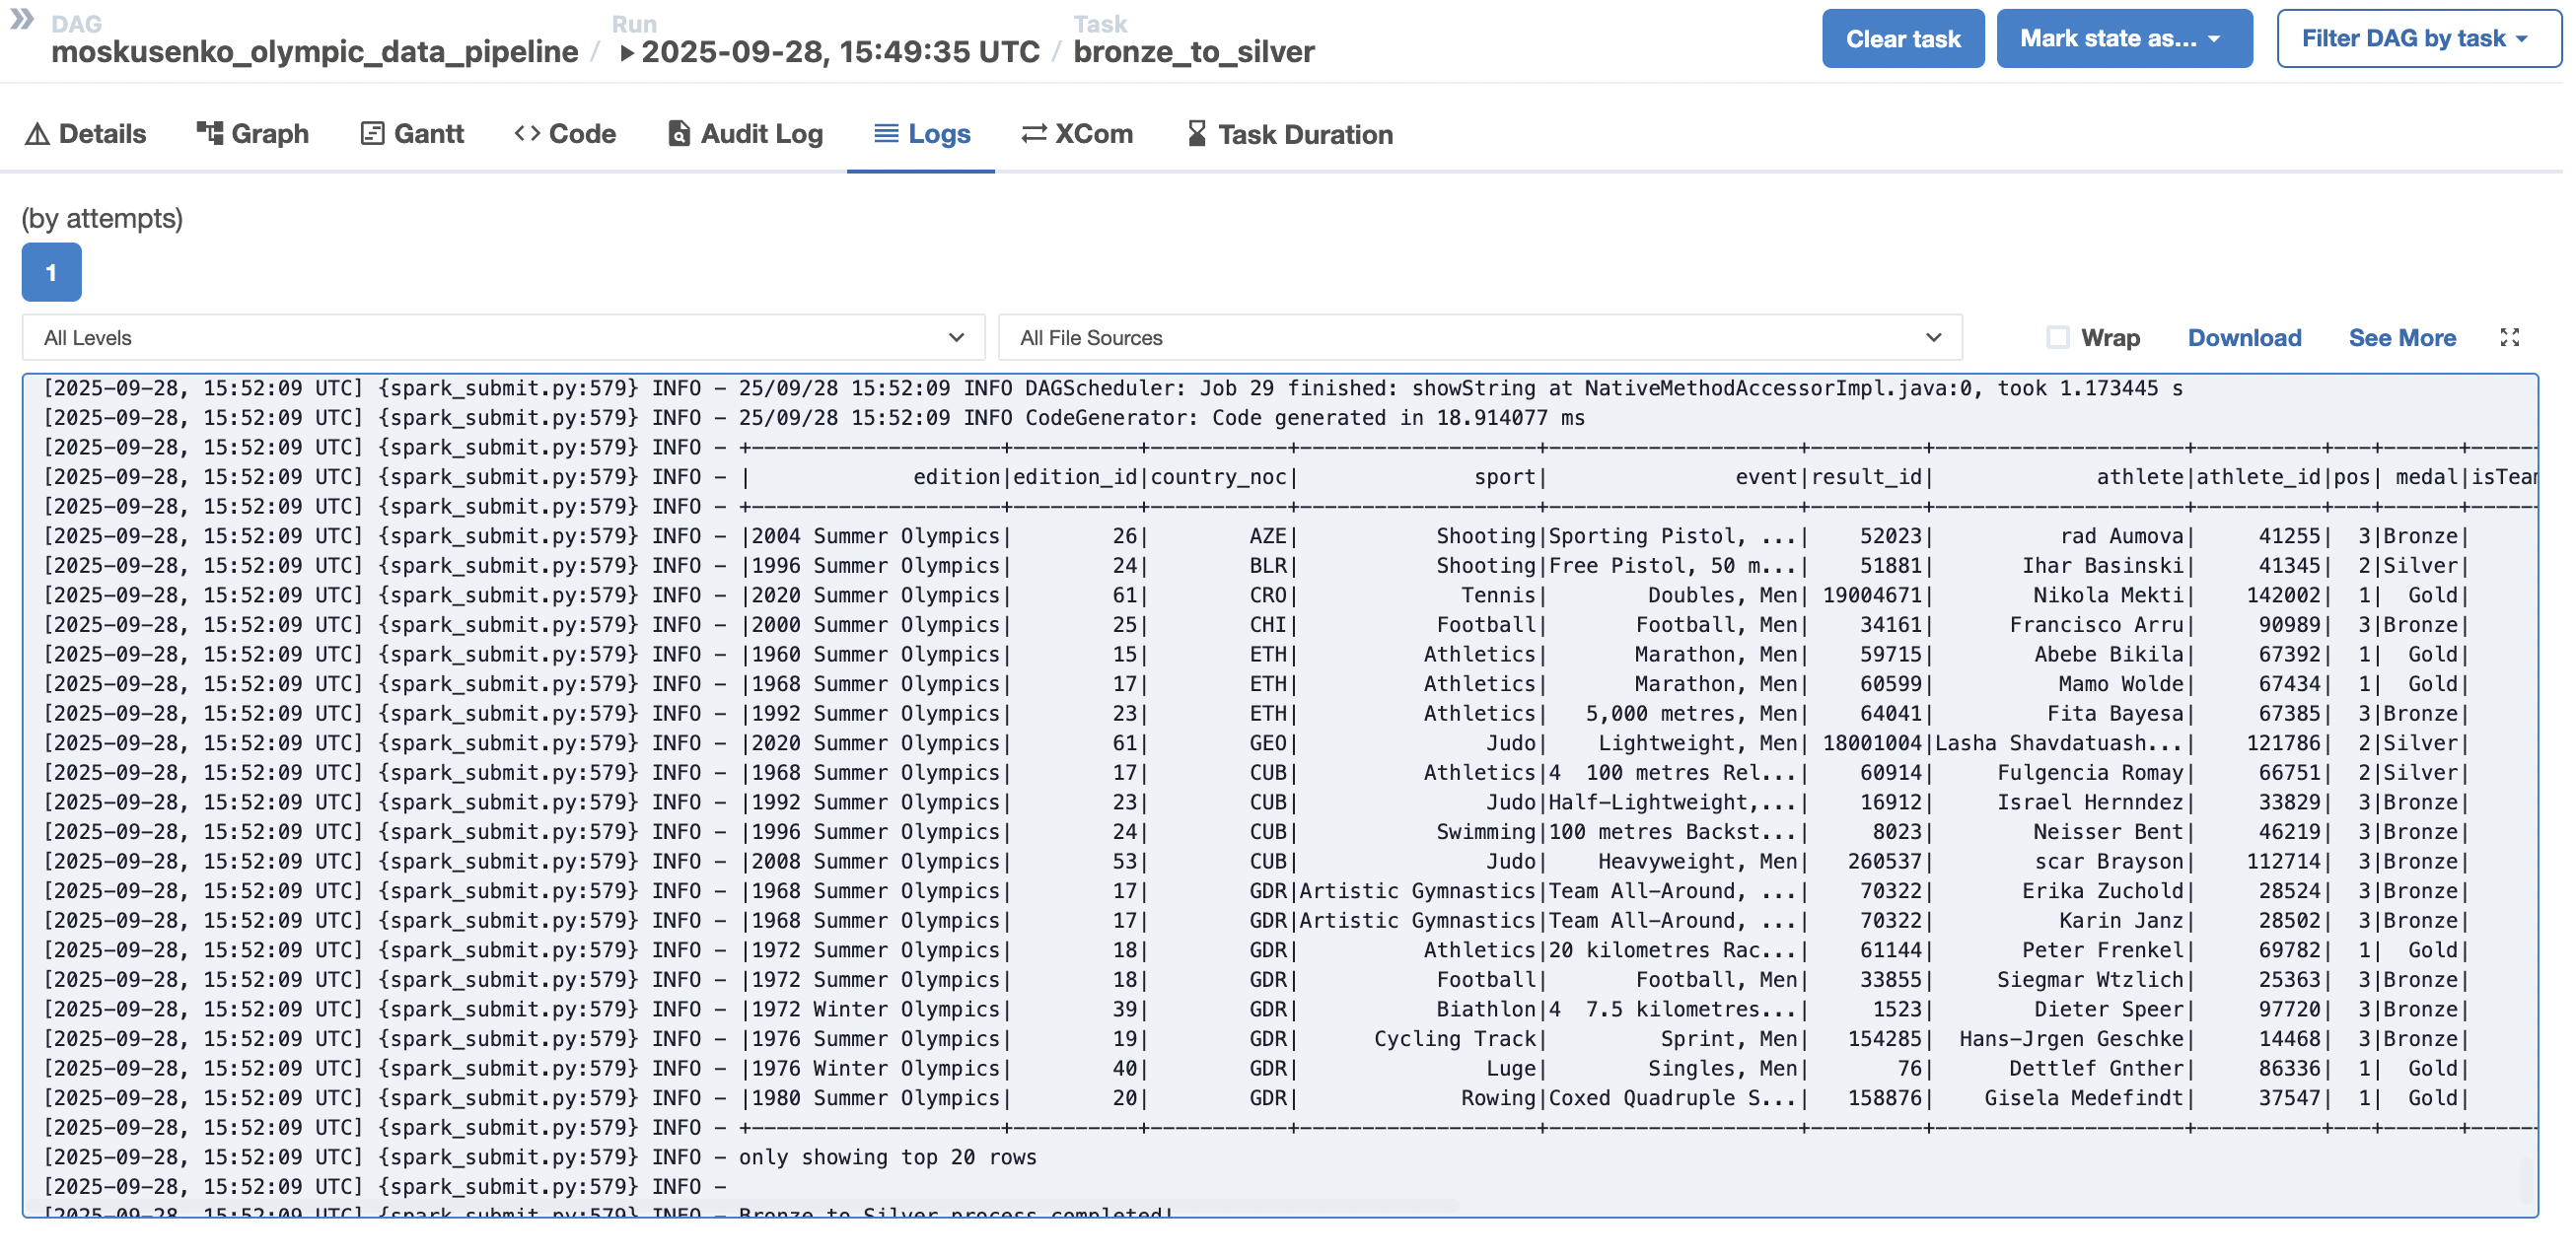 DAG
moskusenko_olympic_data_pipeline / Run ▶ 2025-09-28, 15:49:35 UTC / Task bronze_to_silver
Clear task
Mark state as...
Filter DAG by task
Details Graph Gantt Code Audit Log Logs XCom Task Duration
(by attempts)
1
All Levels All File Sources Wrap Download See More
[2025-09-28, 15:52:09 UTC] {spark_submit.py:579} INFO - 25/09/28 15:52:09 INFO DAGScheduler: Job 29 finished: showString at NativeMethodAccessorImpl.java:0, took 1.173445 s
[2025-09-28, 15:52:09 UTC] {spark_submit.py:579} INFO - 25/09/28 15:52:09 INFO CodeGenerator: Code generated in 18.914077 ms
[2025-09-28, 15:52:09 UTC] {spark_submit.py:579} INFO - +--------------------+----------+-----------+-------------------+--------------------+---------+--------------------+----------+---+------+------
[2025-09-28, 15:52:09 UTC] {spark_submit.py:579} INFO - |             edition|edition_id|country_noc|              sport|               event|result_id|             athlete|athlete_id|pos| medal|isTeam
[2025-09-28, 15:52:09 UTC] {spark_submit.py:579} INFO - +--------------------+----------+-----------+-------------------+--------------------+---------+--------------------+----------+---+------+------
[2025-09-28, 15:52:09 UTC] {spark_submit.py:579} INFO - |2004 Summer Olympics|        26|        AZE|           Shooting|Sporting Pistol, ...|    52023|          rad Aumova|     41255|  3|Bronze|
[2025-09-28, 15:52:09 UTC] {spark_submit.py:579} INFO - |1996 Summer Olympics|        24|        BLR|           Shooting|Free Pistol, 50 m...|    51881|       Ihar Basinski|     41345|  2|Silver|
[2025-09-28, 15:52:09 UTC] {spark_submit.py:579} INFO - |2020 Summer Olympics|        61|        CRO|             Tennis|        Doubles, Men| 19004671|        Nikola Mekti|    142002|  1|  Gold|
[2025-09-28, 15:52:09 UTC] {spark_submit.py:579} INFO - |2000 Summer Olympics|        25|        CHI|           Football|       Football, Men|    34161|      Francisco Arru|     90989|  3|Bronze|
[2025-09-28, 15:52:09 UTC] {spark_submit.py:579} INFO - |1960 Summer Olympics|        15|        ETH|          Athletics|       Marathon, Men|    59715|        Abebe Bikila|     67392|  1|  Gold|
[2025-09-28, 15:52:09 UTC] {spark_submit.py:579} INFO - |1968 Summer Olympics|        17|        ETH|          Athletics|       Marathon, Men|    60599|          Mamo Wolde|     67434|  1|  Gold|
[2025-09-28, 15:52:09 UTC] {spark_submit.py:579} INFO - |1992 Summer Olympics|        23|        ETH|          Athletics|   5,000 metres, Men|    64041|         Fita Bayesa|     67385|  3|Bronze|
[2025-09-28, 15:52:09 UTC] {spark_submit.py:579} INFO - |2020 Summer Olympics|        61|        GEO|               Judo|    Lightweight, Men| 18001004|Lasha Shavdatuash...|    121786|  2|Silver|
[2025-09-28, 15:52:09 UTC] {spark_submit.py:579} INFO - |1968 Summer Olympics|        17|        CUB|          Athletics|4  100 metres Rel...|    60914|     Fulgencia Romay|     66751|  2|Silver|
[2025-09-28, 15:52:09 UTC] {spark_submit.py:579} INFO - |1992 Summer Olympics|        23|        CUB|               Judo|Half-Lightweight,...|    16912|     Israel Hernndez|     33829|  3|Bronze|
[2025-09-28, 15:52:09 UTC] {spark_submit.py:579} INFO - |1996 Summer Olympics|        24|        CUB|           Swimming|100 metres Backst...|     8023|        Neisser Bent|     46219|  3|Bronze|
[2025-09-28, 15:52:09 UTC] {spark_submit.py:579} INFO - |2008 Summer Olympics|        53|        CUB|               Judo|    Heavyweight, Men|   260537|        scar Brayson|    112714|  3|Bronze|
[2025-09-28, 15:52:09 UTC] {spark_submit.py:579} INFO - |1968 Summer Olympics|        17|        GDR|Artistic Gymnastics|Team All-Around, ...|    70322|       Erika Zuchold|     28524|  3|Bronze|
[2025-09-28, 15:52:09 UTC] {spark_submit.py:579} INFO - |1968 Summer Olympics|        17|        GDR|Artistic Gymnastics|Team All-Around, ...|    70322|          Karin Janz|     28502|  3|Bronze|
[2025-09-28, 15:52:09 UTC] {spark_submit.py:579} INFO - |1972 Summer Olympics|        18|        GDR|          Athletics|20 kilometres Rac...|    61144|       Peter Frenkel|     69782|  1|  Gold|
[2025-09-28, 15:52:09 UTC] {spark_submit.py:579} INFO - |1972 Summer Olympics|        18|        GDR|           Football|       Football, Men|    33855|     Siegmar Wtzlich|     25363|  3|Bronze|
[2025-09-28, 15:52:09 UTC] {spark_submit.py:579} INFO - |1972 Winter Olympics|        39|        GDR|           Biathlon|4  7.5 kilometres...|     1523|        Dieter Speer|     97720|  3|Bronze|
[2025-09-28, 15:52:09 UTC] {spark_submit.py:579} INFO - |1976 Summer Olympics|        19|        GDR|      Cycling Track|         Sprint, Men|   154285|  Hans-Jrgen Geschke|     14468|  3|Bronze|
[2025-09-28, 15:52:09 UTC] {spark_submit.py:579} INFO - |1976 Winter Olympics|        40|        GDR|               Luge|        Singles, Men|       76|      Dettlef Gnther|     86336|  1|  Gold|
[2025-09-28, 15:52:09 UTC] {spark_submit.py:579} INFO - |1980 Summer Olympics|        20|        GDR|             Rowing|Coxed Quadruple S...|   158876|    Gisela Medefindt|     37547|  1|  Gold|
[2025-09-28, 15:52:09 UTC] {spark_submit.py:579} INFO - +--------------------+----------+-----------+-------------------+--------------------+---------+--------------------+----------+---+------+------
[2025-09-28, 15:52:09 UTC] {spark_submit.py:579} INFO - only showing top 20 rows
[2025-09-28, 15:52:09 UTC] {spark_submit.py:579} INFO -
[2025-09-28, 15:52:09 UTC] {spark_submit.py:579} INFO - Bronze to Silver process completed!